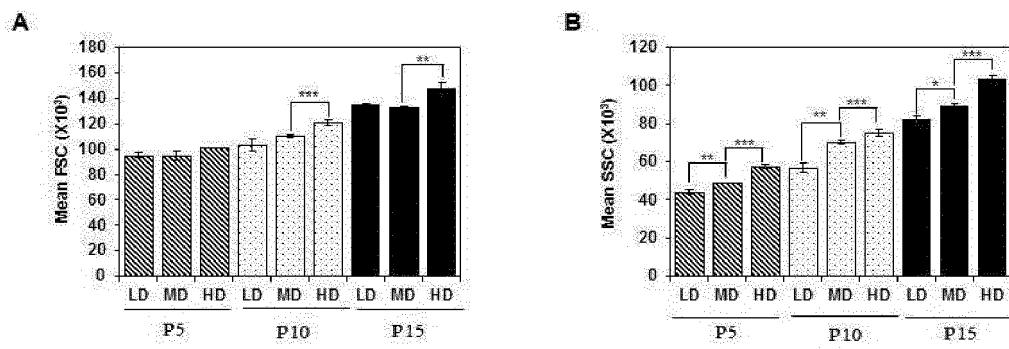 A
Mean FSC (X10³)
180
160
140
120
100
80
60
40
20
0
***
**
LD MD HD LD MD HD LD MD HD
P5 P10 P15
B
Mean SSC (X10³)
120
100
80
60
40
20
0
** *** ** *** * ***
LD MD HD LD MD HD LD MD HD
P5 P10 P15